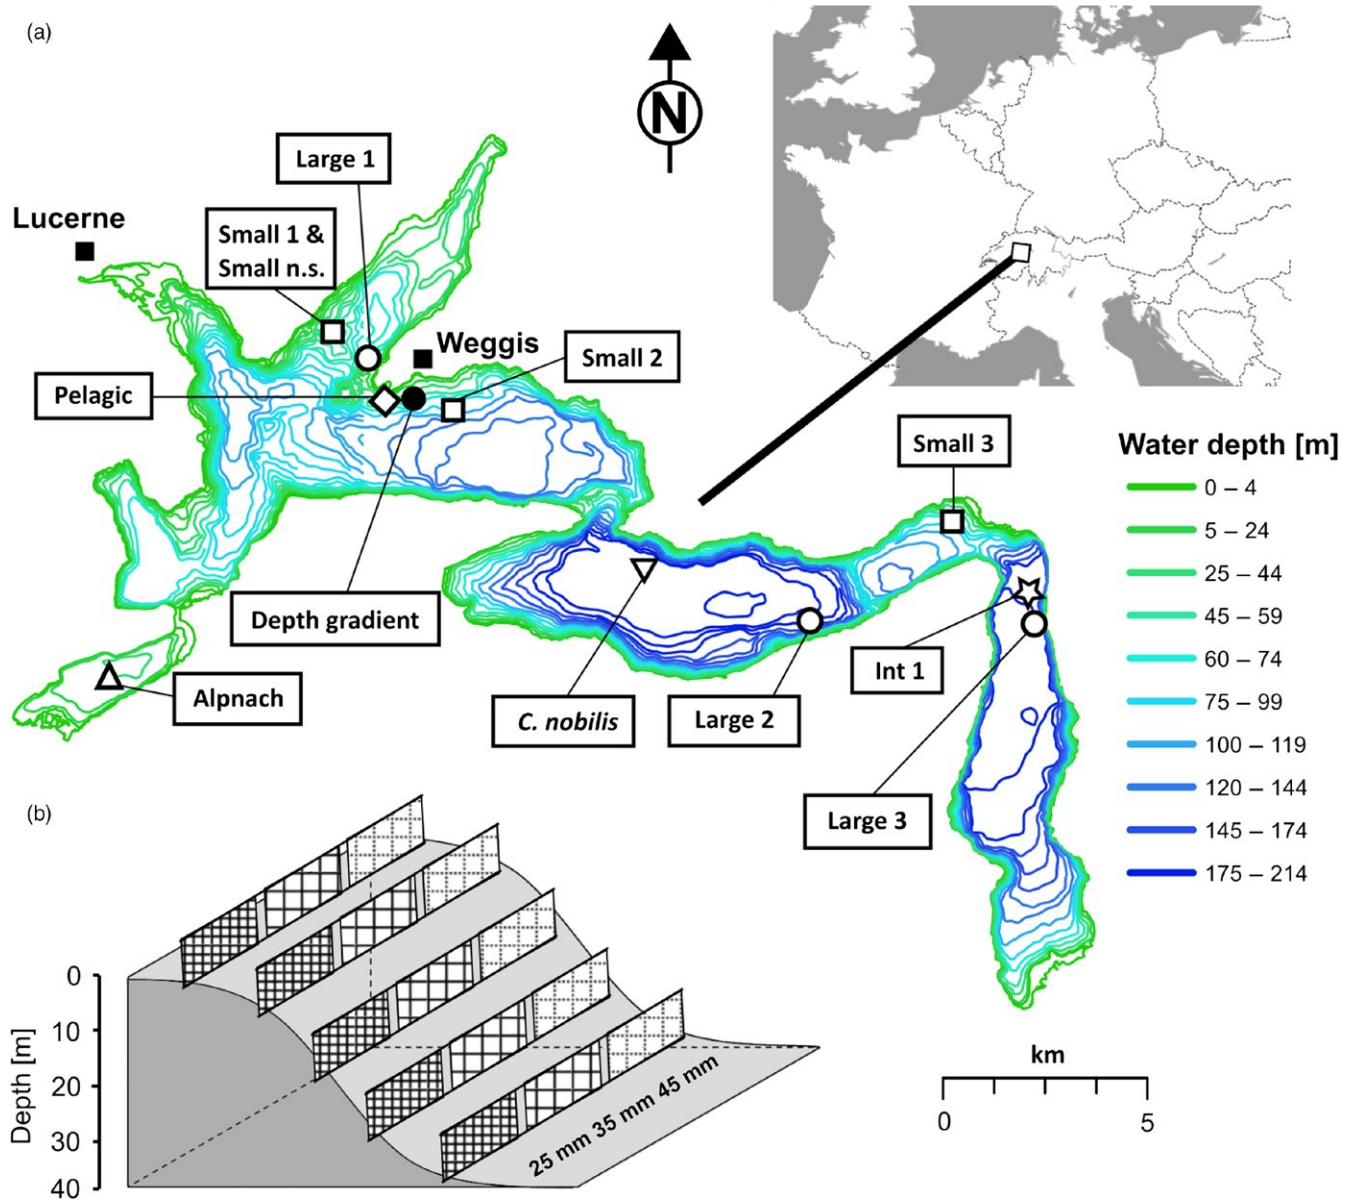 (a)
N
Large 1
Lucerne
Small 1 &
Small n.s.
Weggis
Small 2
Pelagic
Small 3
Water depth [m]
0 – 4
5 – 24
25 – 44
45 – 59
60 – 74
75 – 99
100 – 119
120 – 144
145 – 174
175 – 214
Depth gradient
Int 1
Alpnach
C. nobilis
Large 2
Large 3
(b)
Depth [m]
0
10
20
30
40
25 mm 35 mm 45 mm
km
0 5